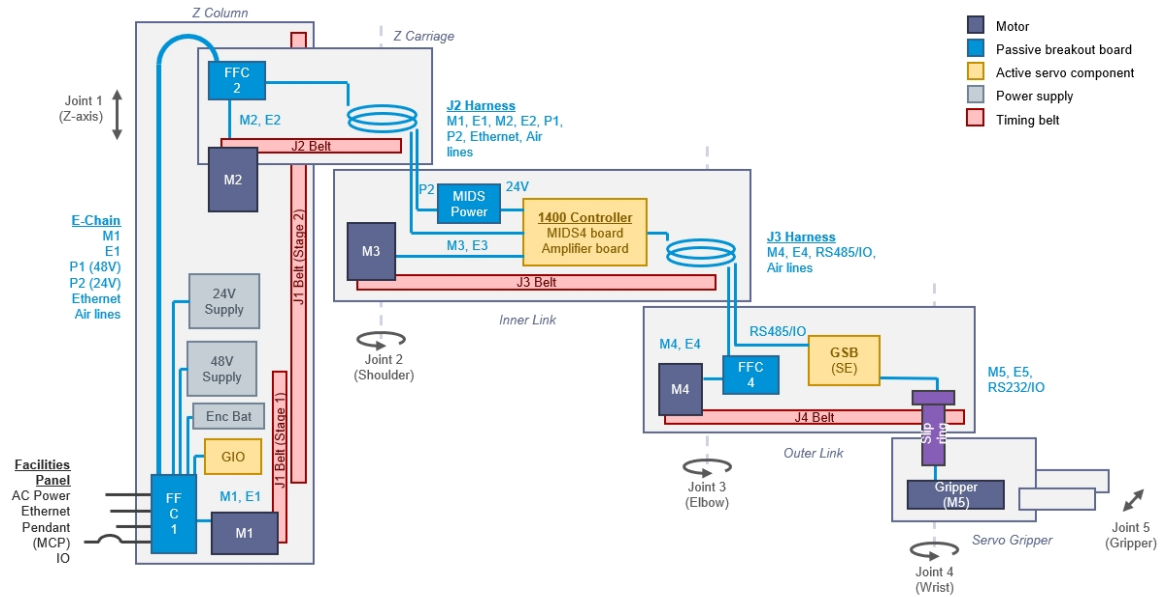 Z Column
Z Carriage
Motor
Passive breakout board
Active servo component
Power supply
Timing belt
FFC
2
Joint 1
(Z-axis)
M2, E2
J2 Harness
M1, E1, M2, E2, P1,
P2, Ethernet, Air
lines
J2 Belt
M2
P2
MIDS
Power
24V
1400 Controller
MIDS4 board
Amplifier board
E-Chain
M1
E1
P1 (48V)
P2 (24V)
Ethernet
Air lines
J1 Belt (Stage 2)
M3
M3, E3
J3 Harness
M4, E4, RS485/IO,
Air lines
J3 Belt
24V
Supply
Inner Link
Joint 2
(Shoulder)
48V
Supply
RS485/IO
M4, E4
GSB
(SE)
FFC
4
M4
M5, E5,
RS232/IO
J4 Belt
Slip
ring
Enc Bat
J1 Belt (Stage 1)
GIO
Outer Link
Facilities
Panel
AC Power
Ethernet
Pendant
(MCP)
IO
FF
C
1
M1, E1
M1
Joint 3
(Elbow)
Gripper
(M5)
Servo Gripper
Joint 5
(Gripper)
Joint 4
(Wrist)